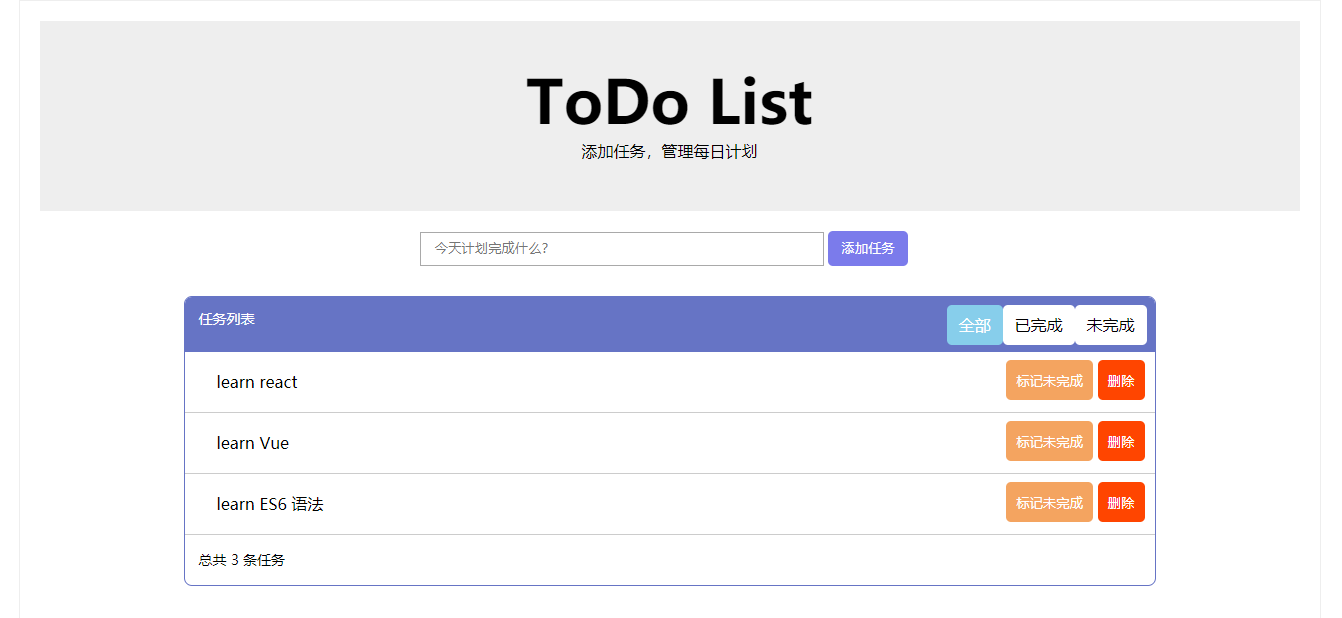 ToDo List
添加任务，管理每日计划
今天计划完成什么？ 添加任务
任务列表 全部 已完成 未完成
learn react 标记未完成 删除
learn Vue 标记未完成 删除
learn ES6 语法 标记未完成 删除
总共 3 条任务